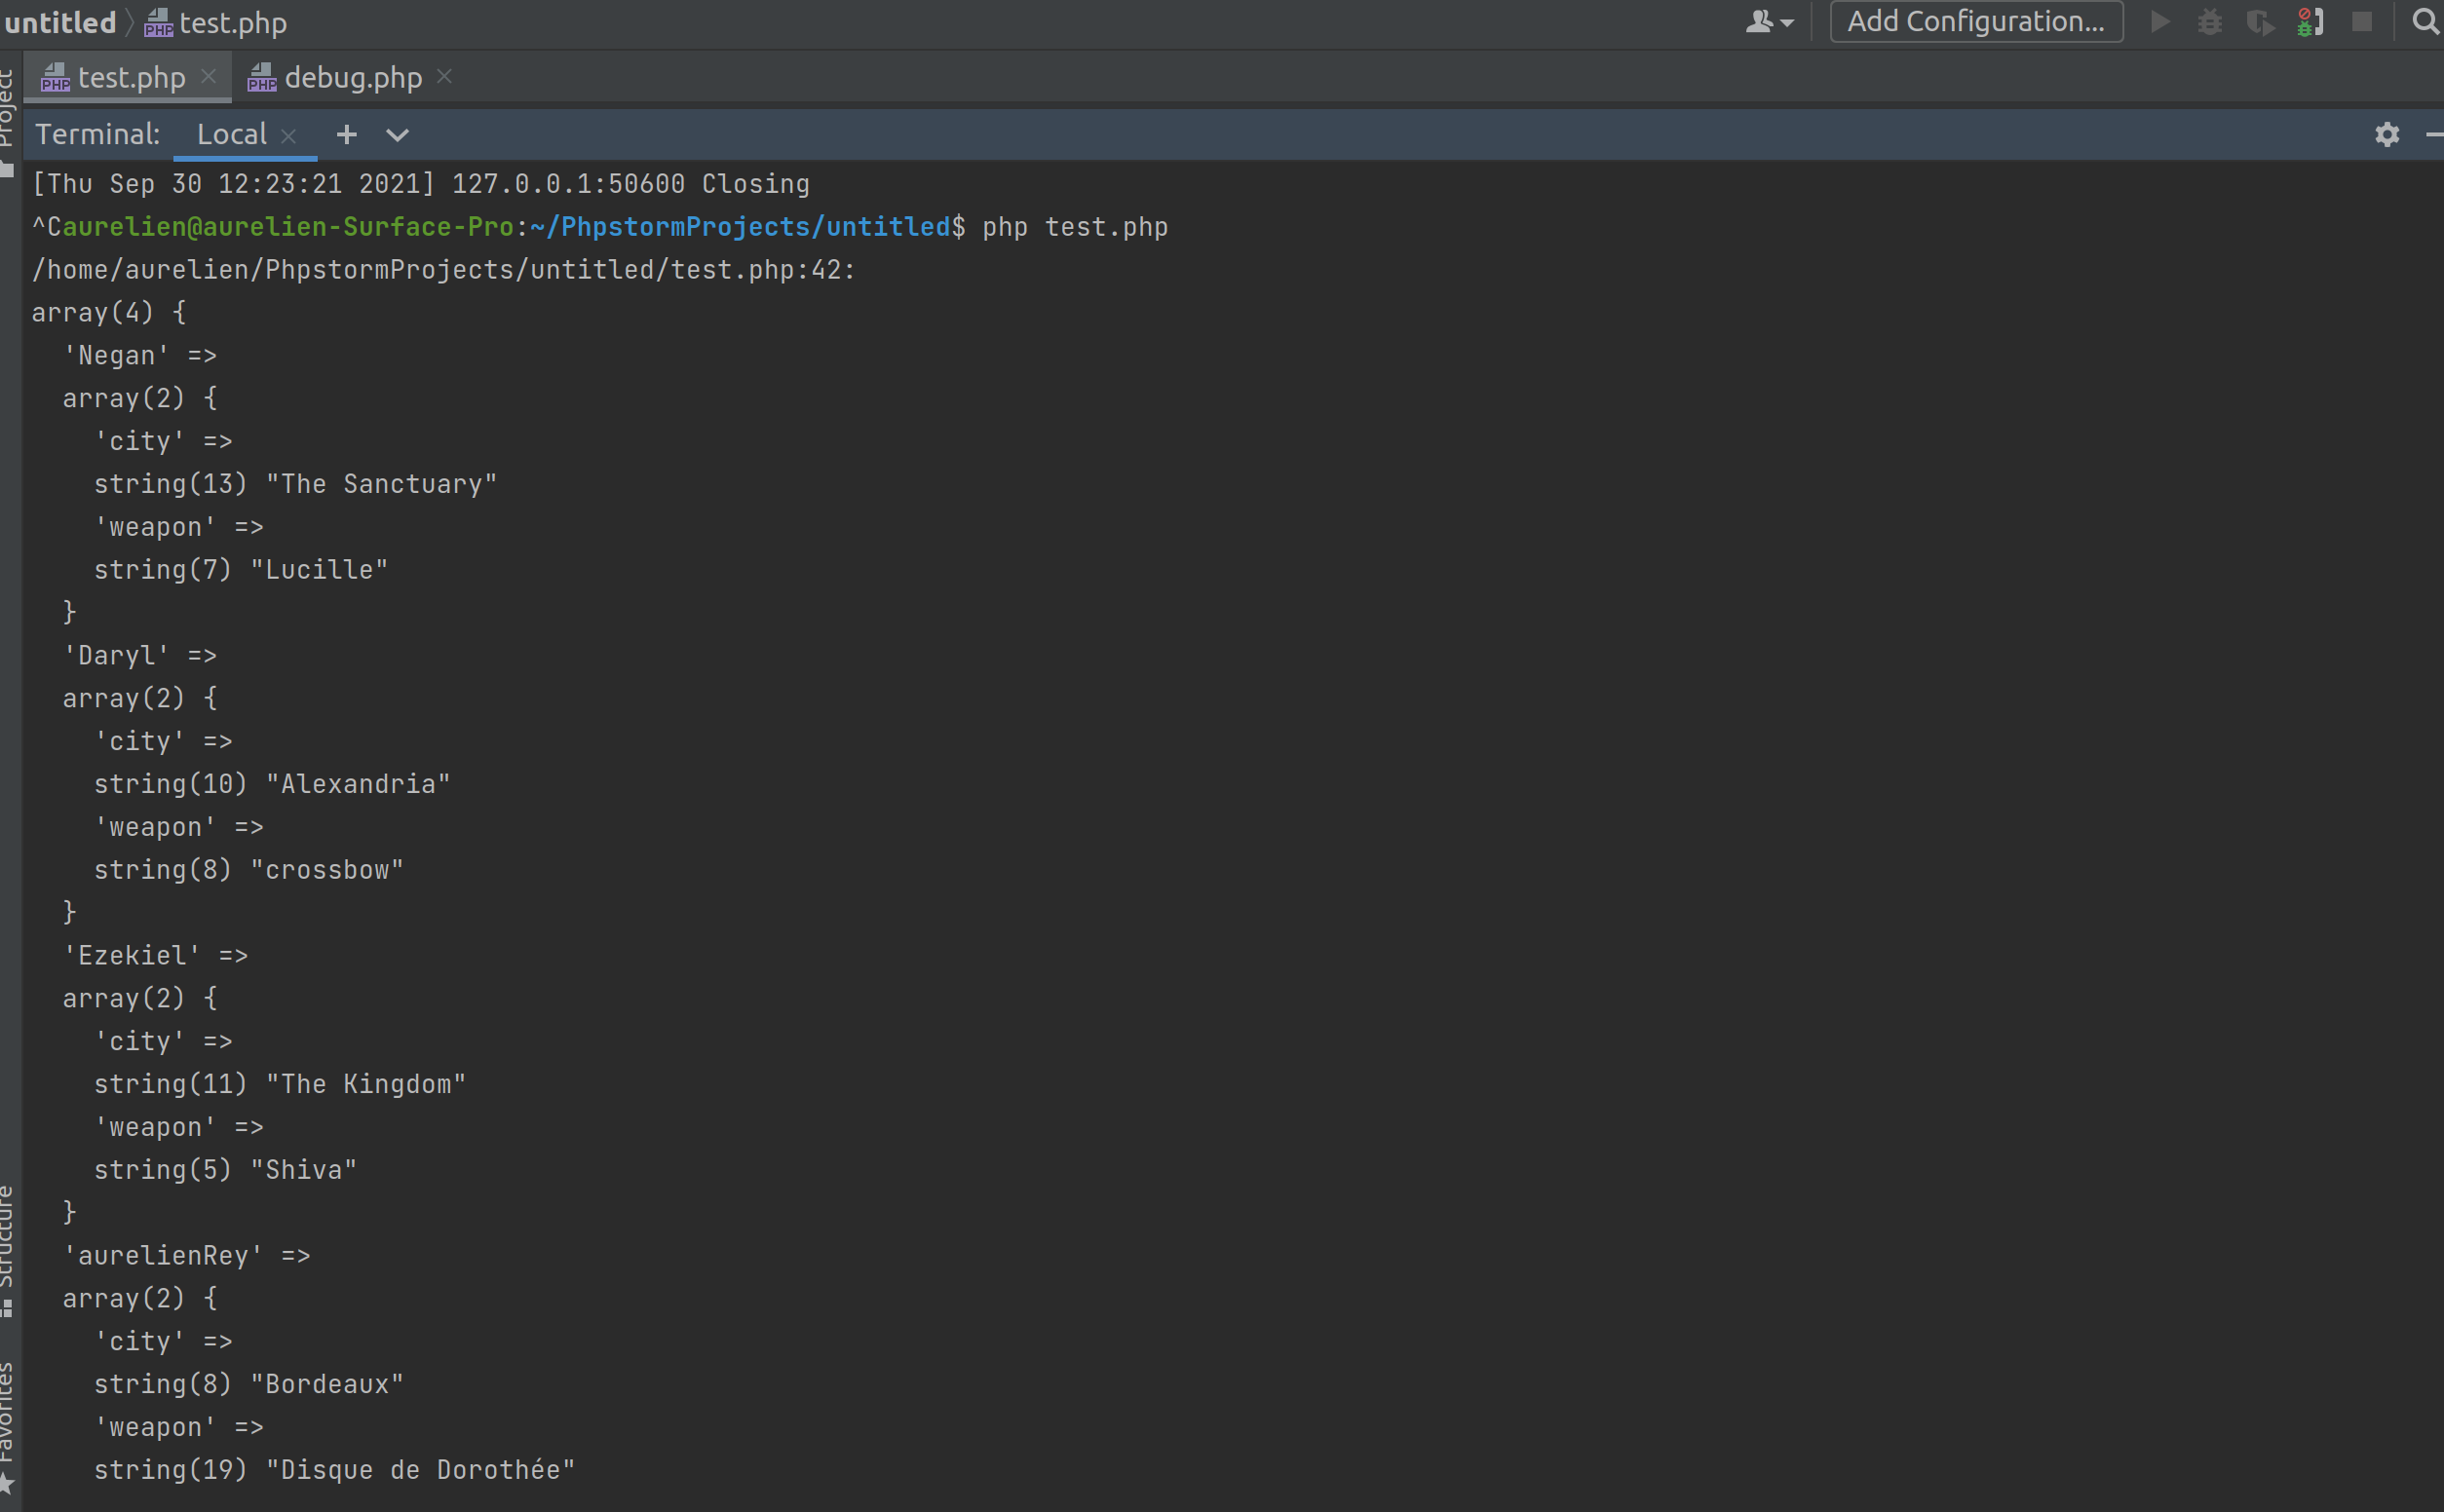 untitled
test.php
Add Configuration...
test.php
debug.php
Project
Terminal:
Local
[Thu Sep 30 12:23:21 2021] 127.0.0.1:50600 Closing
^Caurelien@aurelien-Surface-Pro:~/PhpstormProjects/untitled$ php test.php
/home/aurelien/PhpstormProjects/untitled/test.php:42:
array(4) {
  'Negan' =>
  array(2) {
    'city' =>
    string(13) "The Sanctuary"
    'weapon' =>
    string(7) "Lucille"
  }
  'Daryl' =>
  array(2) {
    'city' =>
    string(10) "Alexandria"
    'weapon' =>
    string(8) "crossbow"
  }
  'Ezekiel' =>
  array(2) {
    'city' =>
    string(11) "The Kingdom"
    'weapon' =>
    string(5) "Shiva"
  }
  'aurelienRey' =>
  array(2) {
    'city' =>
    string(8) "Bordeaux"
    'weapon' =>
    string(19) "Disque de Dorothée"
Structure
Favorites